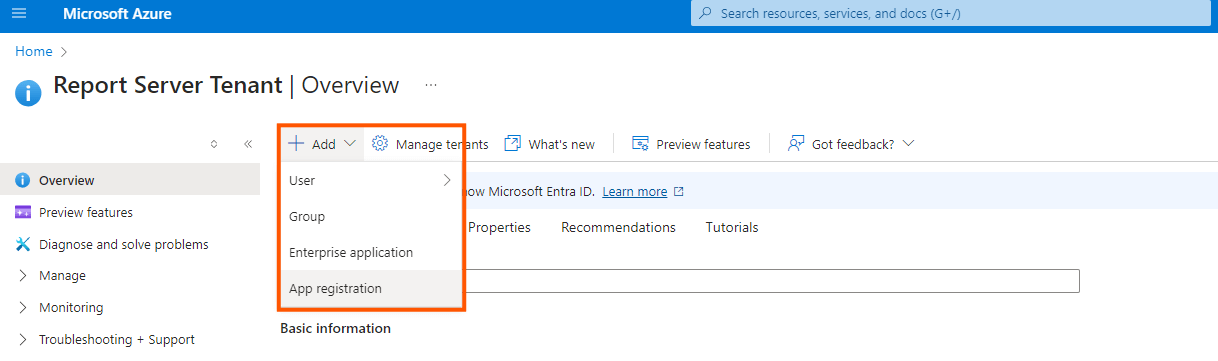 Microsoft Azure
Search resources, services, and docs (G+/)
Home
Report Server Tenant | Overview
Add
Manage tenants
What's new
Preview features
Got feedback?
Overview
Preview features
Diagnose and solve problems
Manage
Monitoring
Troubleshooting + Support
User
Group
Enterprise application
App registration
now Microsoft Entra ID. Learn more
Properties
Recommendations
Tutorials
Basic information